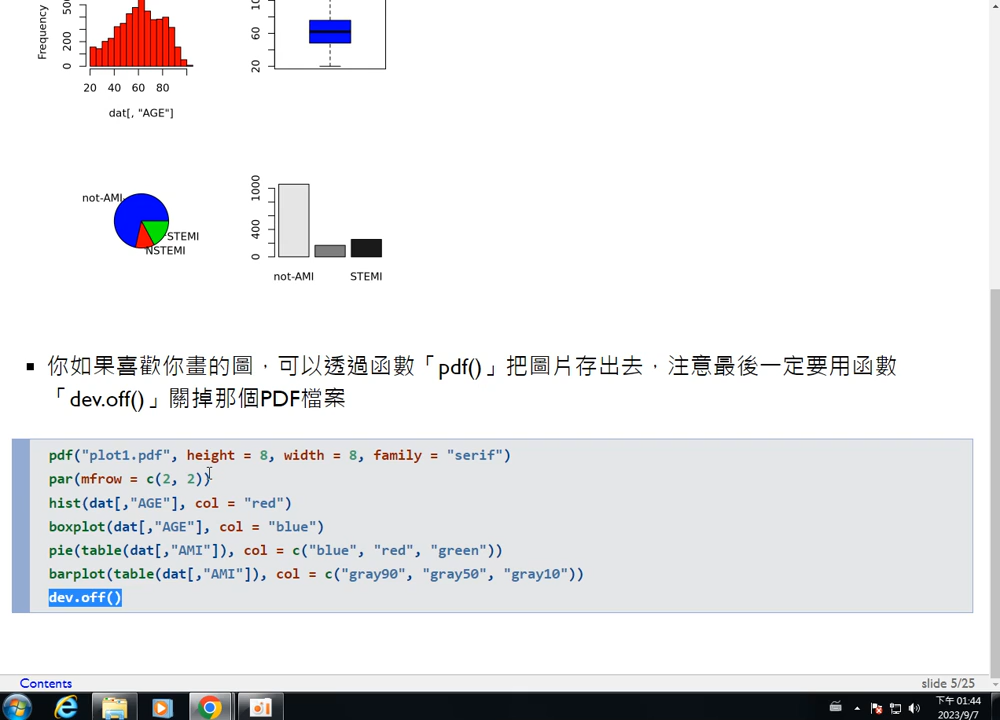 500
Frequency
200
0
20 40 60 80
dat[, "AGE"]
60
20
not-AMI
STEMI
NSTEMI
1000
400
0
not-AMI STEMI
你如果喜歡你畫的圖，可以透過函數「pdf()」把圖片存出去，注意最後一定要用函數
「dev.off()」關掉那個PDF檔案
pdf("plot1.pdf", height = 8, width = 8, family = "serif")
par(mfrow = c(2, 2))
hist(dat[,"AGE"], col = "red")
boxplot(dat[,"AGE"], col = "blue")
pie(table(dat[,"AMI"]), col = c("blue", "red", "green"))
barplot(table(dat[,"AMI"]), col = c("gray90", "gray50", "gray10"))
dev.off()
Contents
slide 5/25
下午 01:44
2023/9/7